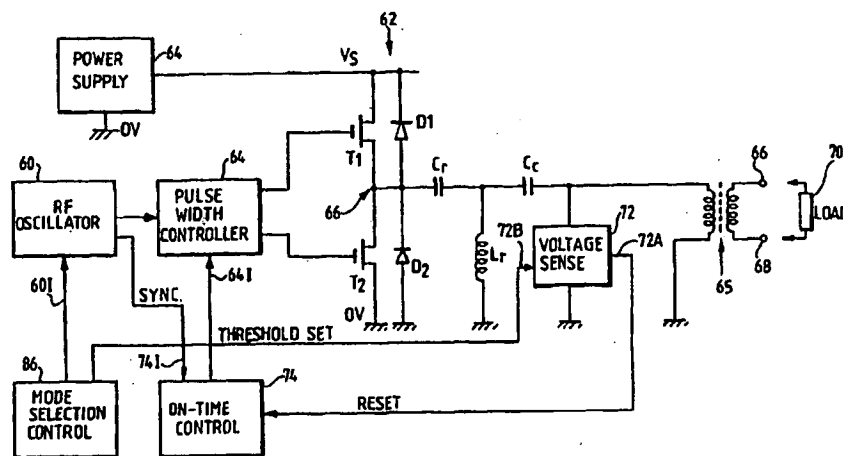 62
64
POWER
SUPPLY
VS
0V
D1
T1
60
64
RF
OSCILLATOR
PULSE
WIDTH
CONTROLLER
66
Cr
Cc
66
70
LOAD
72B
72
VOLTAGE
SENSE
72A
Lr
65
68
D2
T2
0V
60I
SYNC.
64I
THRESHOLD SET
86
74I
74
MODE
SELECTION
CONTROL
ON-TIME
CONTROL
RESET